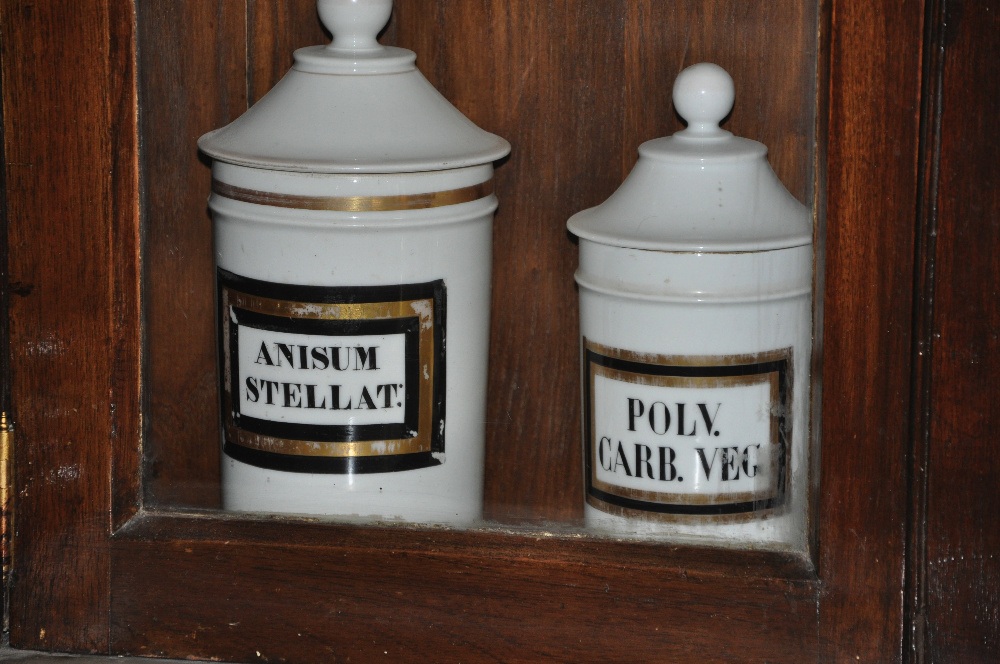 ANISUM
STELLAT:
POLV.
CARB. VEG